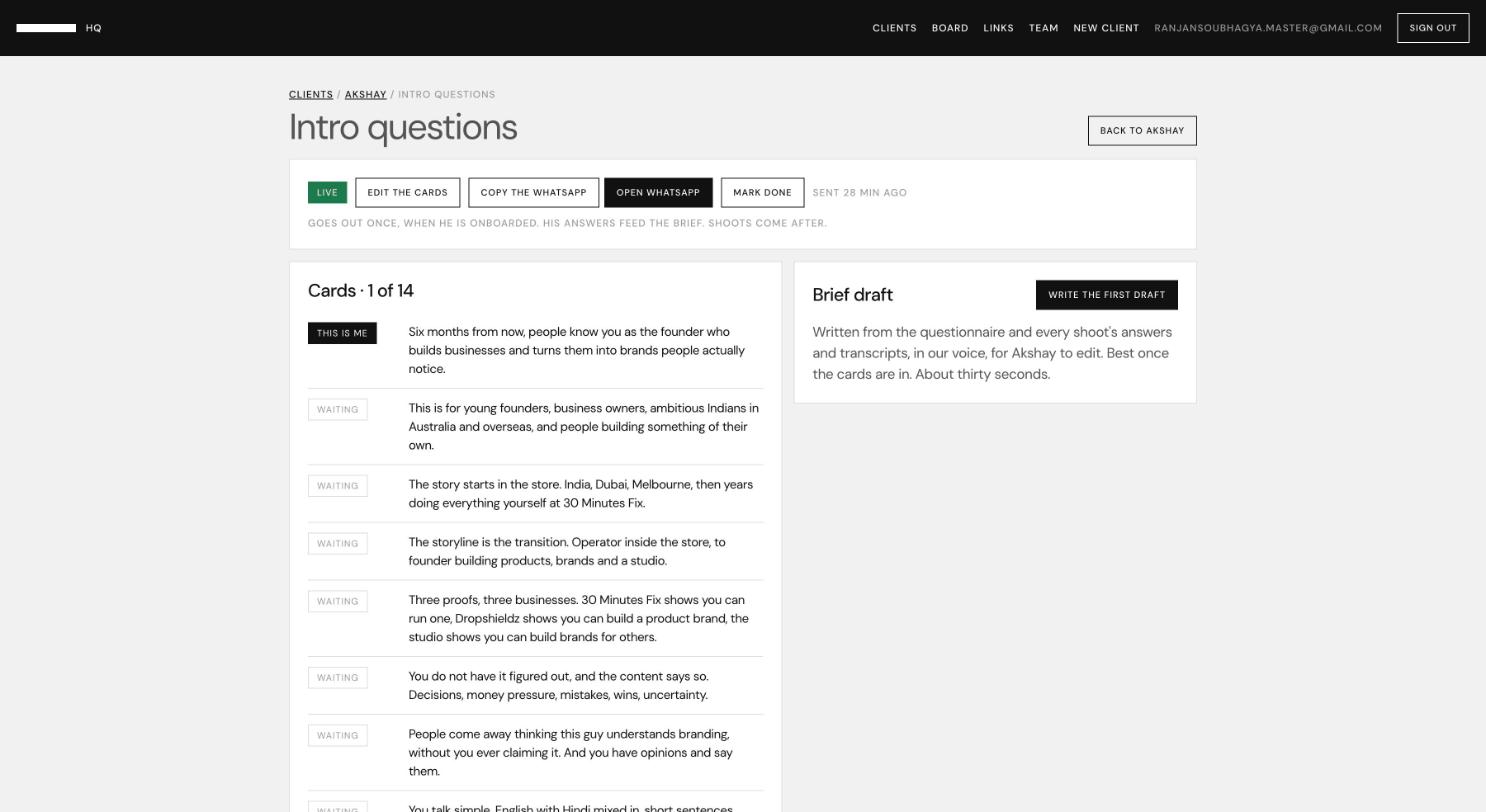 HQ
CLIENTS BOARD LINKS TEAM NEW CLIENT RANJANSOUBHAGYA.MASTER@GMAIL.COM SIGN OUT
CLIENTS / AKSHAY / INTRO QUESTIONS
Intro questions
BACK TO AKSHAY
LIVE EDIT THE CARDS COPY THE WHATSAPP OPEN WHATSAPP MARK DONE SENT 28 MIN AGO
GOES OUT ONCE, WHEN HE IS ONBOARDED. HIS ANSWERS FEED THE BRIEF. SHOOTS COME AFTER.
Cards · 1 of 14
THIS IS ME
Six months from now, people know you as the founder who
builds businesses and turns them into brands people actually
notice.
WAITING
This is for young founders, business owners, ambitious Indians in
Australia and overseas, and people building something of their
own.
WAITING
The story starts in the store. India, Dubai, Melbourne, then years
doing everything yourself at 30 Minutes Fix.
WAITING
The storyline is the transition. Operator inside the store, to
founder building products, brands and a studio.
WAITING
Three proofs, three businesses. 30 Minutes Fix shows you can
run one, Dropshieldz shows you can build a product brand, the
studio shows you can build brands for others.
WAITING
You do not have it figured out, and the content says so.
Decisions, money pressure, mistakes, wins, uncertainty.
WAITING
People come away thinking this guy understands branding,
without you ever claiming it. And you have opinions and say
them.
WAITING
You talk simple. English with Hindi mixed in, short sentences,
Brief draft
WRITE THE FIRST DRAFT
Written from the questionnaire and every shoot's answers
and transcripts, in our voice, for Akshay to edit. Best once
the cards are in. About thirty seconds.